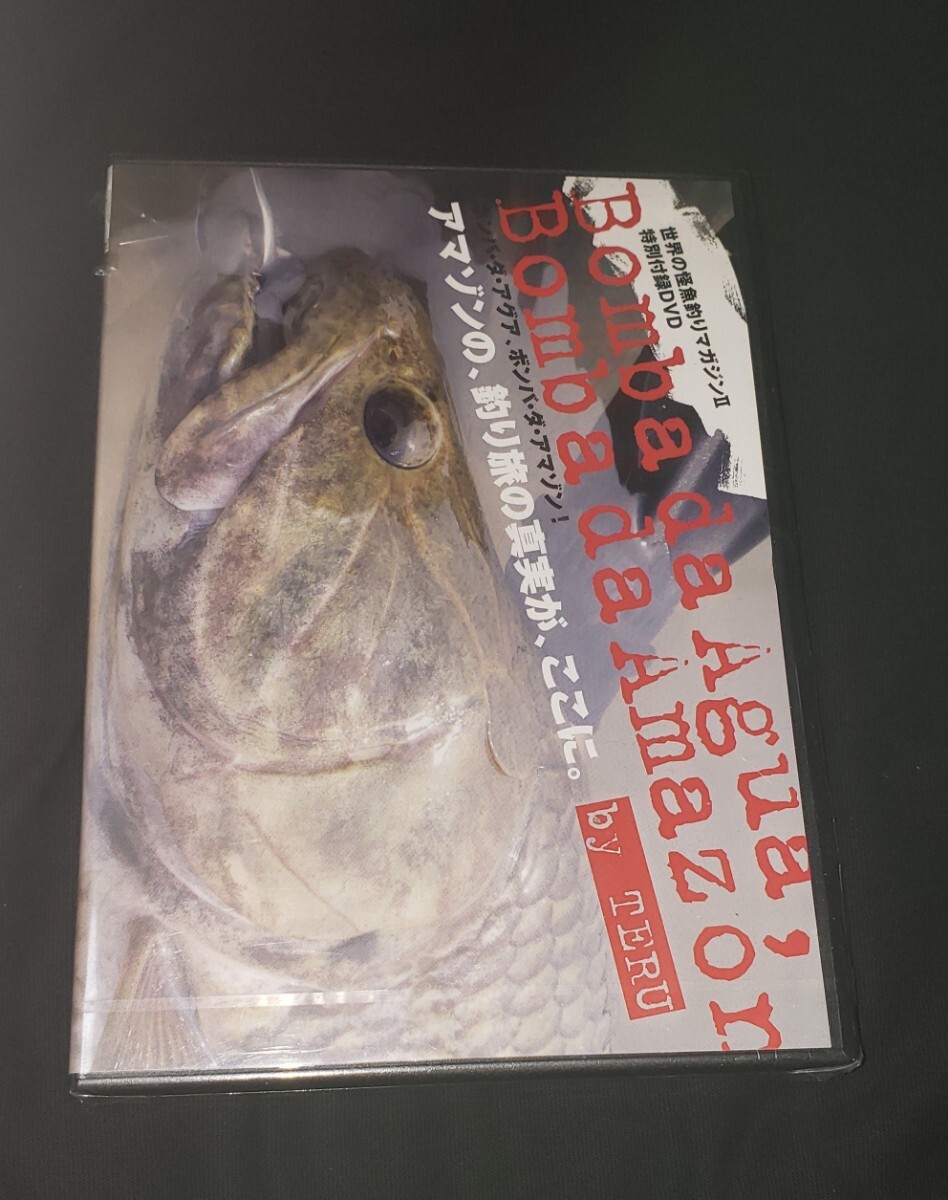 世界の怪魚釣りマガジンⅡ
特別付録DVD
Bomba da Agua,
Bomba da Amazon
ボンバ・ダ・アグア、ボンバ・ダ・アマゾン!
アマゾンの、釣り旅の真実が、ここに。
by TERU